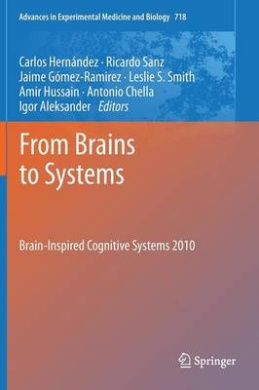 Advances in Experimental Medicine and Biology 718
Carlos Hernández · Ricardo Sanz
Jaime Gómez-Ramirez · Leslie S. Smith
Amir Hussain · Antonio Chella
Igor Aleksander Editors
From Brains
to Systems
Brain-Inspired Cognitive Systems 2010
Springer